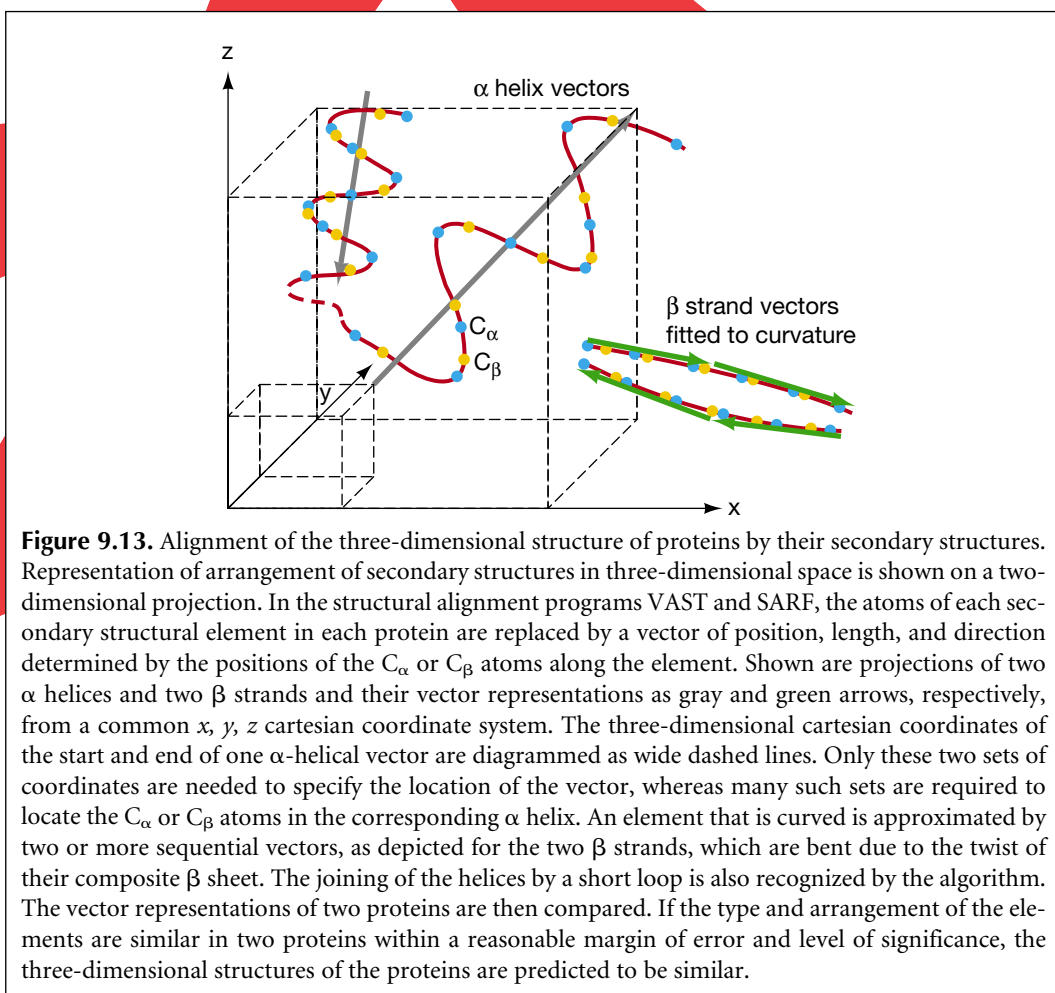 z
α helix vectors
β strand vectors
fitted to curvature
Cα
Cβ
y
x
Figure 9.13. Alignment of the three-dimensional structure of proteins by their secondary structures.
Representation of arrangement of secondary structures in three-dimensional space is shown on a two-
dimensional projection. In the structural alignment programs VAST and SARF, the atoms of each sec-
ondary structural element in each protein are replaced by a vector of position, length, and direction
determined by the positions of the Cα or Cβ atoms along the element. Shown are projections of two
α helices and two β strands and their vector representations as gray and green arrows, respectively,
from a common x, y, z cartesian coordinate system. The three-dimensional cartesian coordinates of
the start and end of one α-helical vector are diagrammed as wide dashed lines. Only these two sets of
coordinates are needed to specify the location of the vector, whereas many such sets are required to
locate the Cα or Cβ atoms in the corresponding α helix. An element that is curved is approximated by
two or more sequential vectors, as depicted for the two β strands, which are bent due to the twist of
their composite β sheet. The joining of the helices by a short loop is also recognized by the algorithm.
The vector representations of two proteins are then compared. If the type and arrangement of the ele-
ments are similar in two proteins within a reasonable margin of error and level of significance, the
three-dimensional structures of the proteins are predicted to be similar.